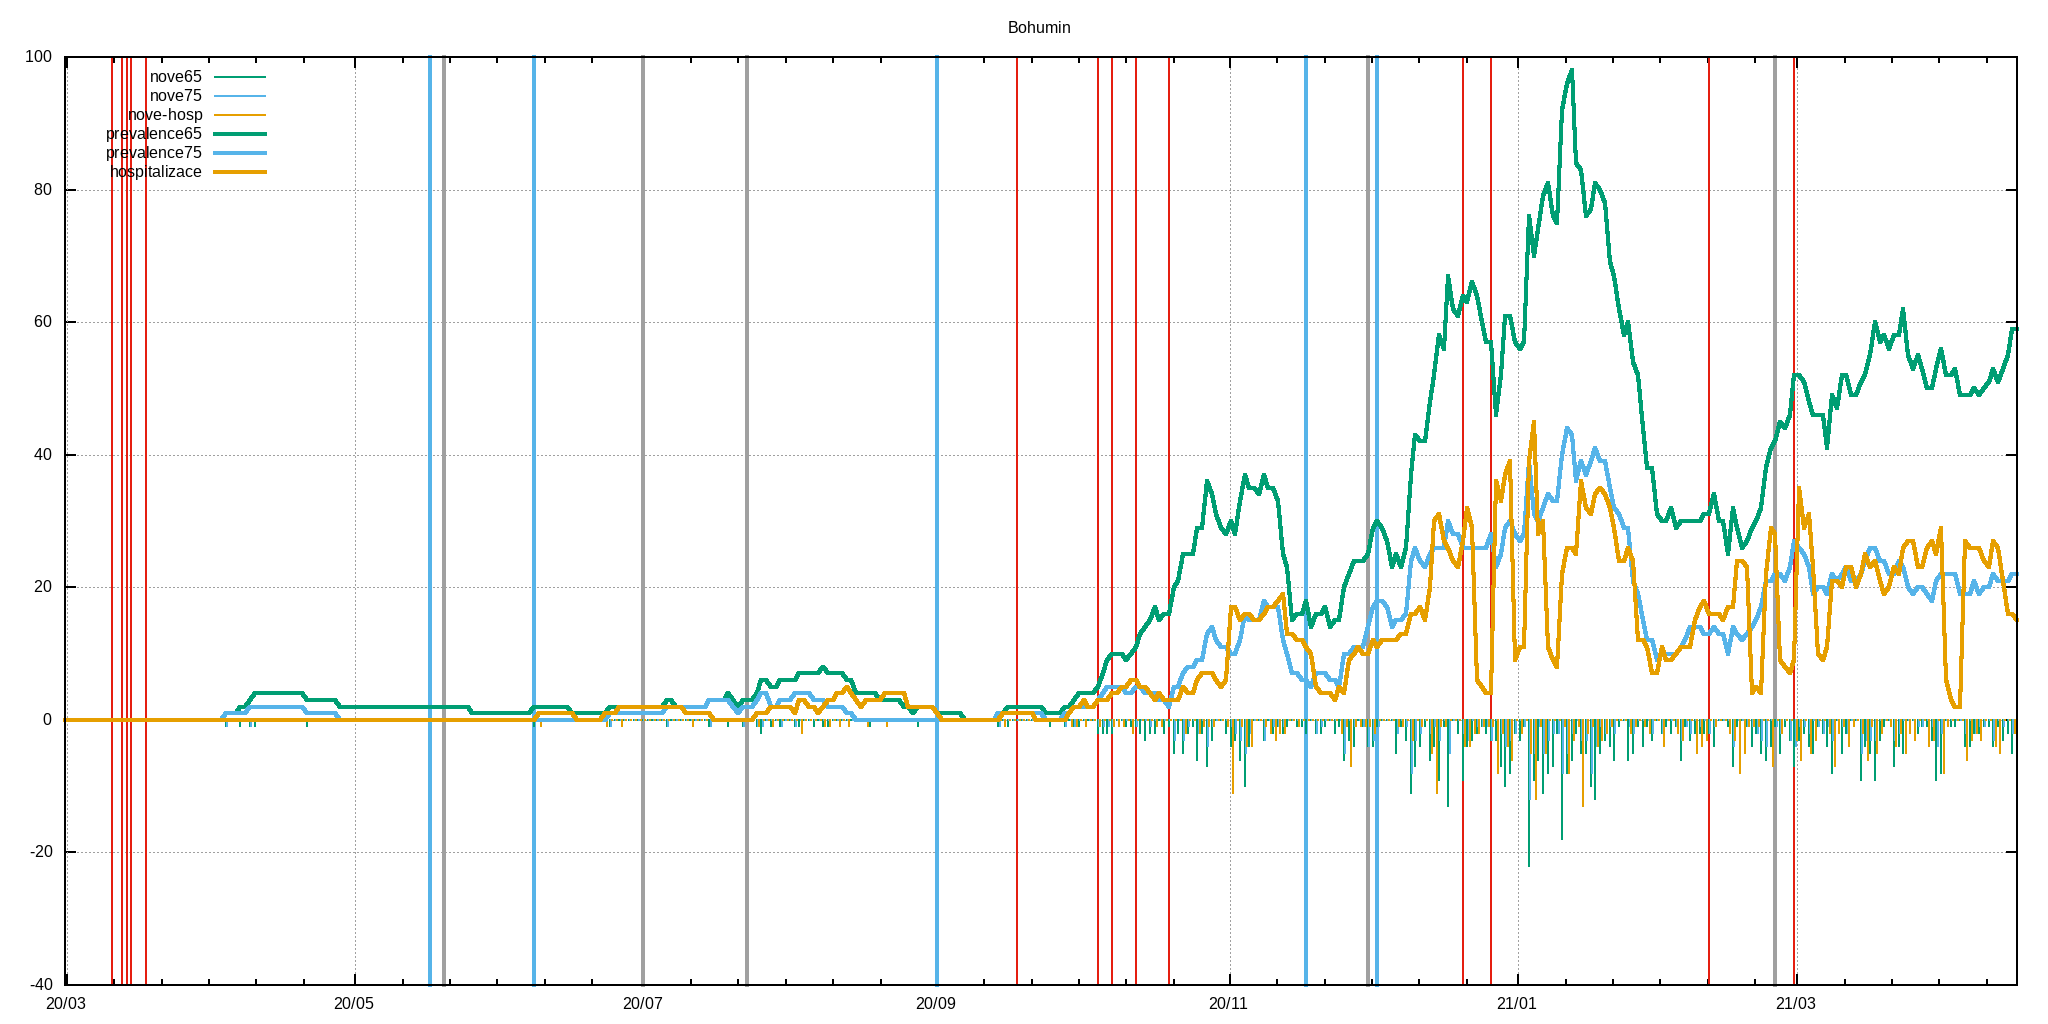 Bohumin
100
nove65
nove75
nove-hosp
prevalence65
prevalence75
hospitalizace
80
60
40
20
0
-20
-40
20/03 20/05 20/07 20/09 20/11 21/01 21/03